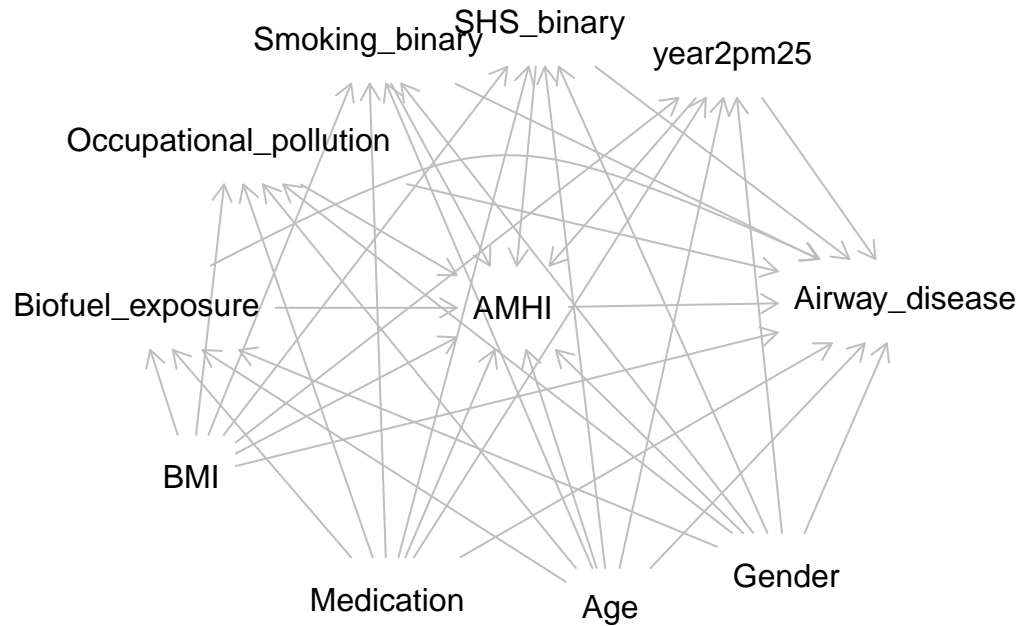 SHS_binary
Smoking_binary
year2pm25
Occupational_pollution
Biofuel_exposure
AMHI
Airway_disease
BMI
Medication
Age
Gender